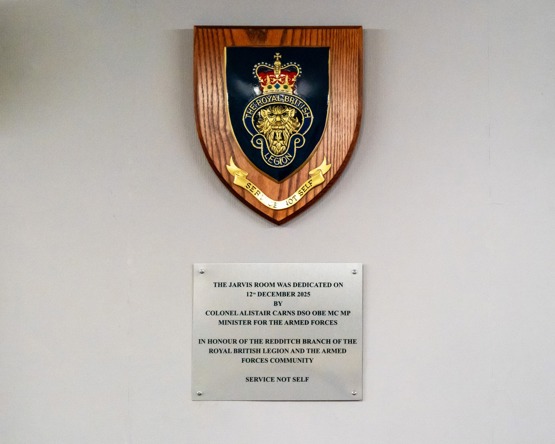 THE ROYAL BRITISH
LEGION
NOT SELF
THE JARVIS ROOM WAS DEDICATED ON
12th DECEMBER 2025
BY
COLONEL ALISTAIR CARNS DSO OBE MC MP
MINISTER FOR THE ARMED FORCES
IN HONOUR OF THE REDDITCH BRANCH OF THE
ROYAL BRITISH LEGION AND THE ARMED
FORCES COMMUNITY
SERVICE NOT SELF